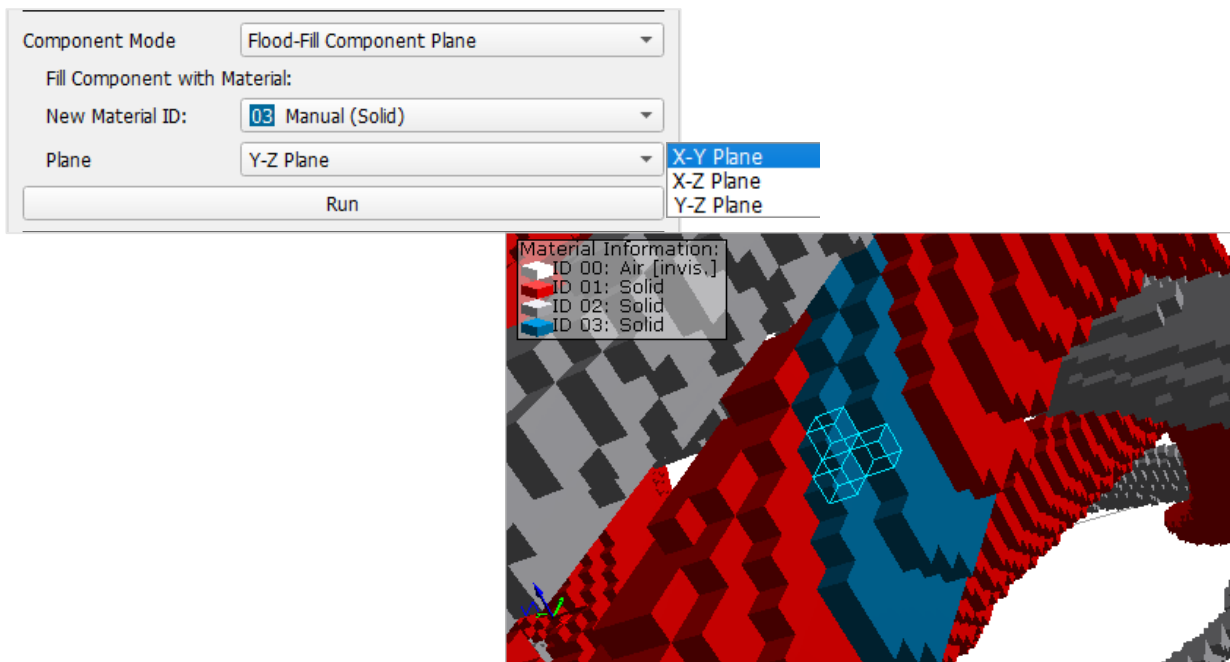 Component Mode Flood-Fill Component Plane
Fill Component with Material:
New Material ID: 03 Manual (Solid)
Plane Y-Z Plane
X-Y Plane
X-Z Plane
Y-Z Plane
Run
Material Information:
ID 00: Air [invis.]
ID 01: Solid
ID 02: Solid
ID 03: Solid